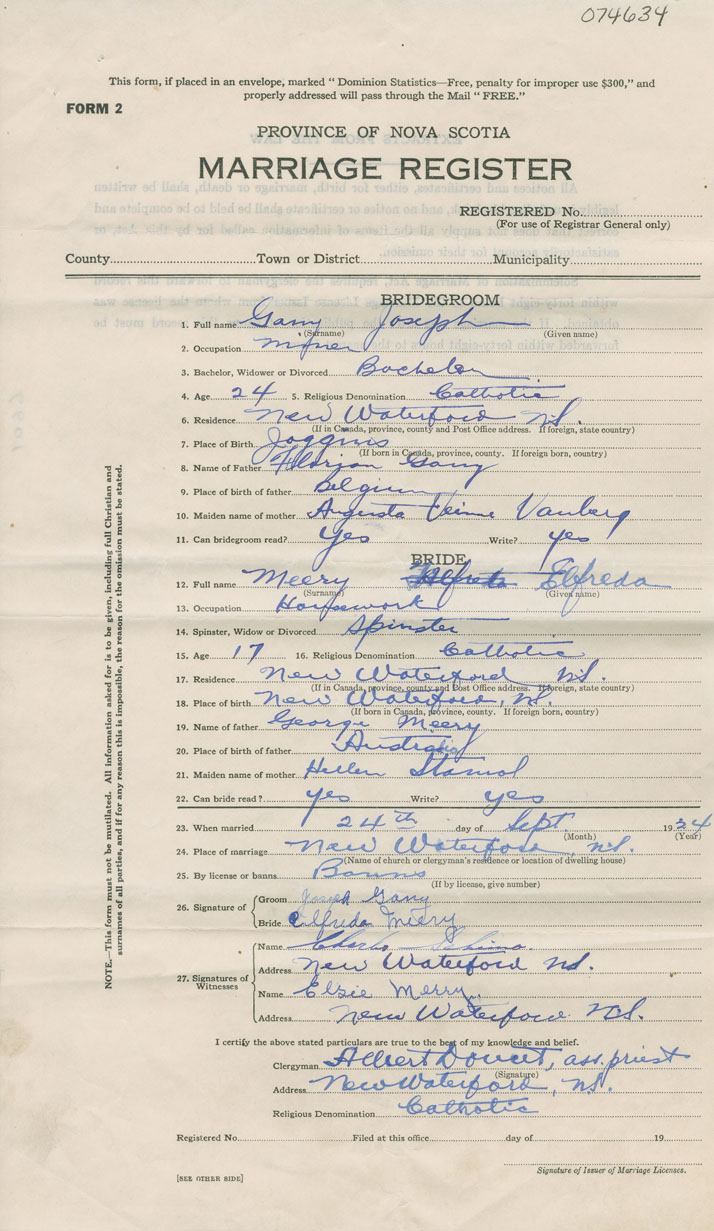 074634
This form, if placed in an envelope, marked "Dominion Statistics—Free, penalty for improper use $300," and
properly addressed will pass through the Mail "FREE."
FORM 2
PROVINCE OF NOVA SCOTIA
MARRIAGE REGISTER
REGISTERED No.
(For use of Registrar General only)
County Town or District Municipality
BRIDEGROOM
1. Full name Gamy Joseph
(Surname) (Given name)
2. Occupation Miner
3. Bachelor, Widower or Divorced Bachelor
4. Age 24 5. Religious Denomination Catholic
6. Residence New Waterford N.S.
(If in Canada, province, county and Post Office address. If foreign, state country)
7. Place of Birth Joggins
(If born in Canada, province, county. If foreign born, country)
8. Name of Father Florian Gamy
9. Place of birth of father Belgium
10. Maiden name of mother Augusta Vanberg
11. Can bridegroom read? Yes Write? yes
BRIDE
12. Full name Meery Elfreda
(Surname) (Given name)
13. Occupation Housework
14. Spinster, Widow or Divorced Spinster
15. Age 17 16. Religious Denomination Catholic
17. Residence New Waterford N.S.
(If in Canada, province, county and Post Office address. If foreign, state country)
18. Place of birth New Waterford, N.S.
(If born in Canada, province, county. If foreign born, country)
19. Name of father George Meery
20. Place of birth of father
21. Maiden name of mother Hellen
22. Can bride read? yes Write? yes
23. When married 24th day of Sept. 1934
(Month) (Year)
24. Place of marriage New Waterford, N.S.
(Name of church or clergyman's residence or location of dwelling house)
25. By license or banns Banns
(If by license, give number)
26. Signature of
Groom Joseph Gamy
Bride Elfreda Meery
27. Signatures of Witnesses
Name Charles
Address New Waterford N.S.
Name Elsie Merry
Address New Waterford N.S.
I certify the above stated particulars are true to the best of my knowledge and belief.
Clergyman Albert Doucet, ass. priest
(Signature)
Address New Waterford, N.S.
Religious Denomination Catholic
Registered No. Filed at this office day of 19
Signature of Issuer of Marriage Licenses.
[SEE OTHER SIDE]
NOTE.—This form must not be mutilated. All information asked for is to be given, including full Christian and
surnames of all parties, and if for any reason this is impossible, the reason for the omission must be stated.